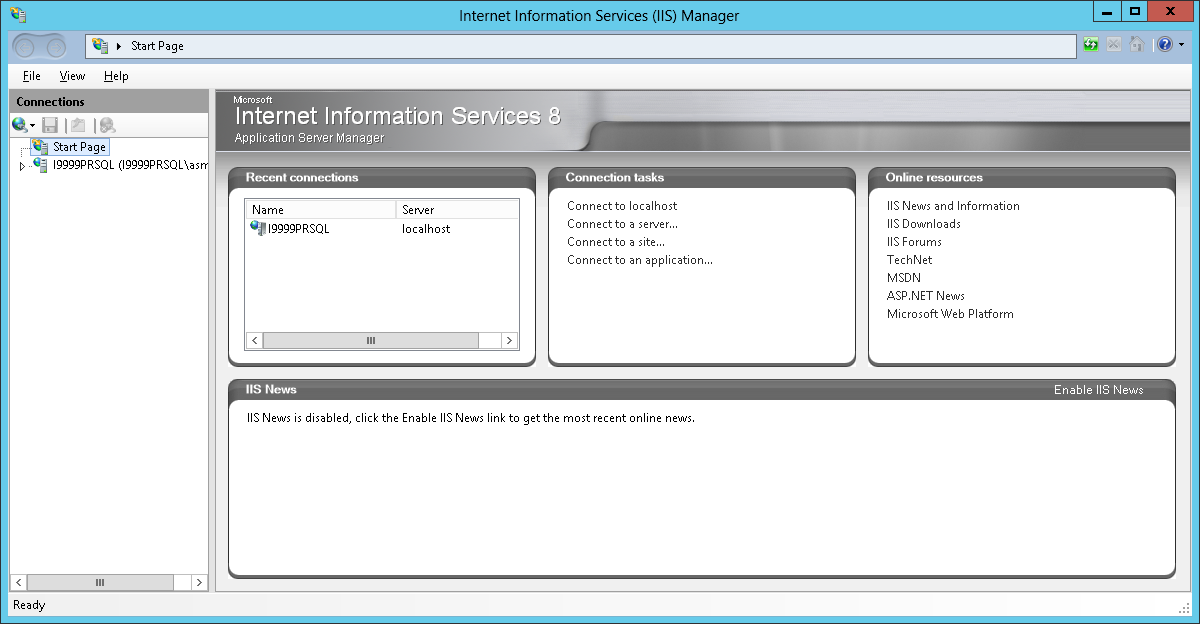 Internet Information Services (IIS) Manager
Start Page
File View Help
Connections
Start Page
I9999PRSQL (I9999PRSQL\asm
Microsoft
Internet Information Services 8
Application Server Manager
Recent connections
Name Server
I9999PRSQL localhost
Connection tasks
Connect to localhost
Connect to a server...
Connect to a site...
Connect to an application...
Online resources
IIS News and Information
IIS Downloads
IIS Forums
TechNet
MSDN
ASP.NET News
Microsoft Web Platform
IIS News Enable IIS News
IIS News is disabled, click the Enable IIS News link to get the most recent online news.
Ready